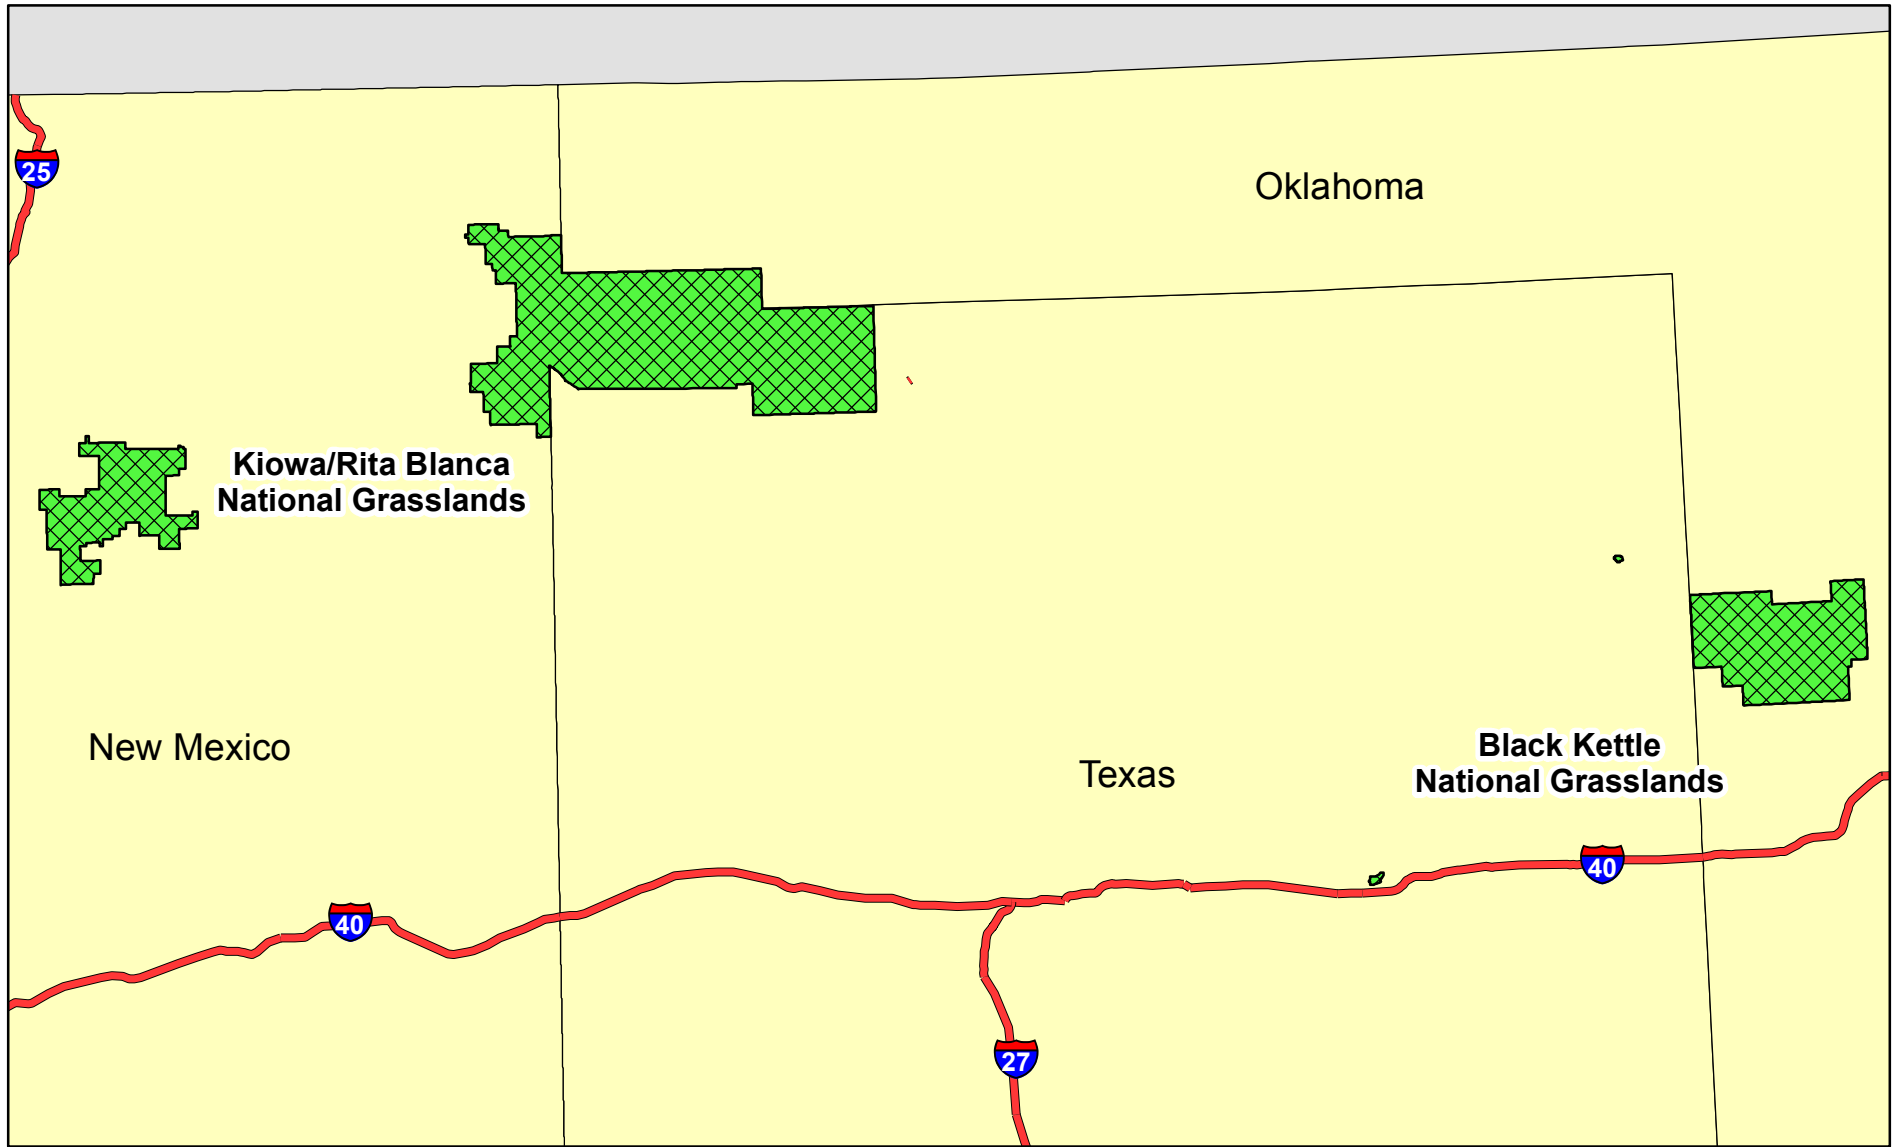 25
Oklahoma
Kiowa/Rita Blanca
National Grasslands
New Mexico
Texas
Black Kettle
National Grasslands
40
40
27